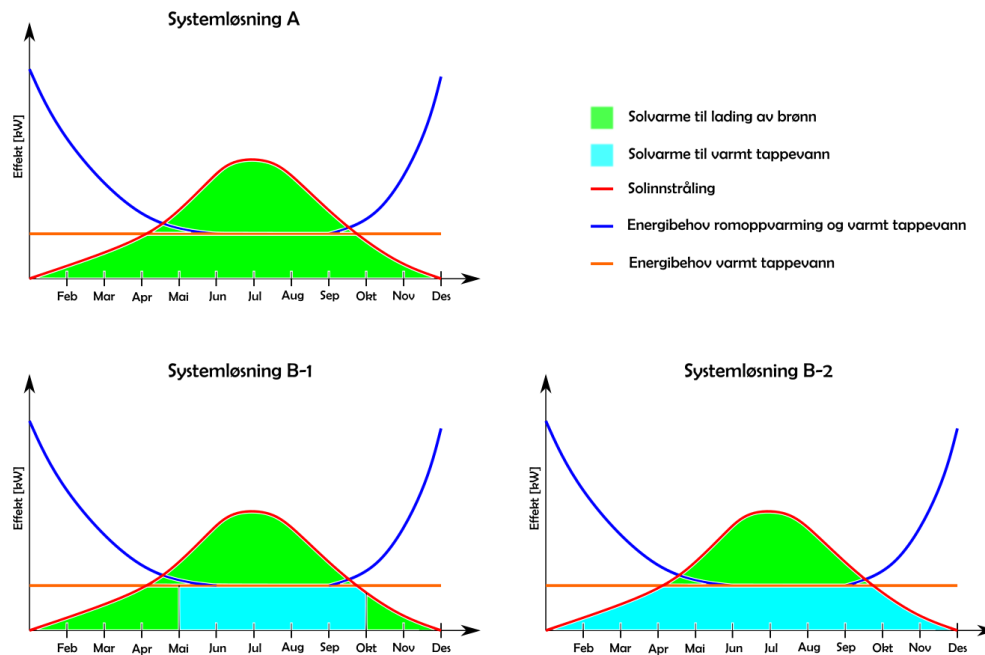 Systemløsning A
Effekt [kW]
Feb Mar Apr Mai Jun Jul Aug Sep Okt Nov Des
Solvarme til lading av brønn
Solvarme til varmt tappevann
Solinnstråling
Energibehov romoppvarming og varmt tappevann
Energibehov varmt tappevann
Systemløsning B-1
Effekt [kW]
Feb Mar Apr Mai Jun Jul Aug Sep Okt Nov Des
Systemløsning B-2
Effekt [kW]
Feb Mar Apr Mai Jun Jul Aug Sep Okt Nov Des